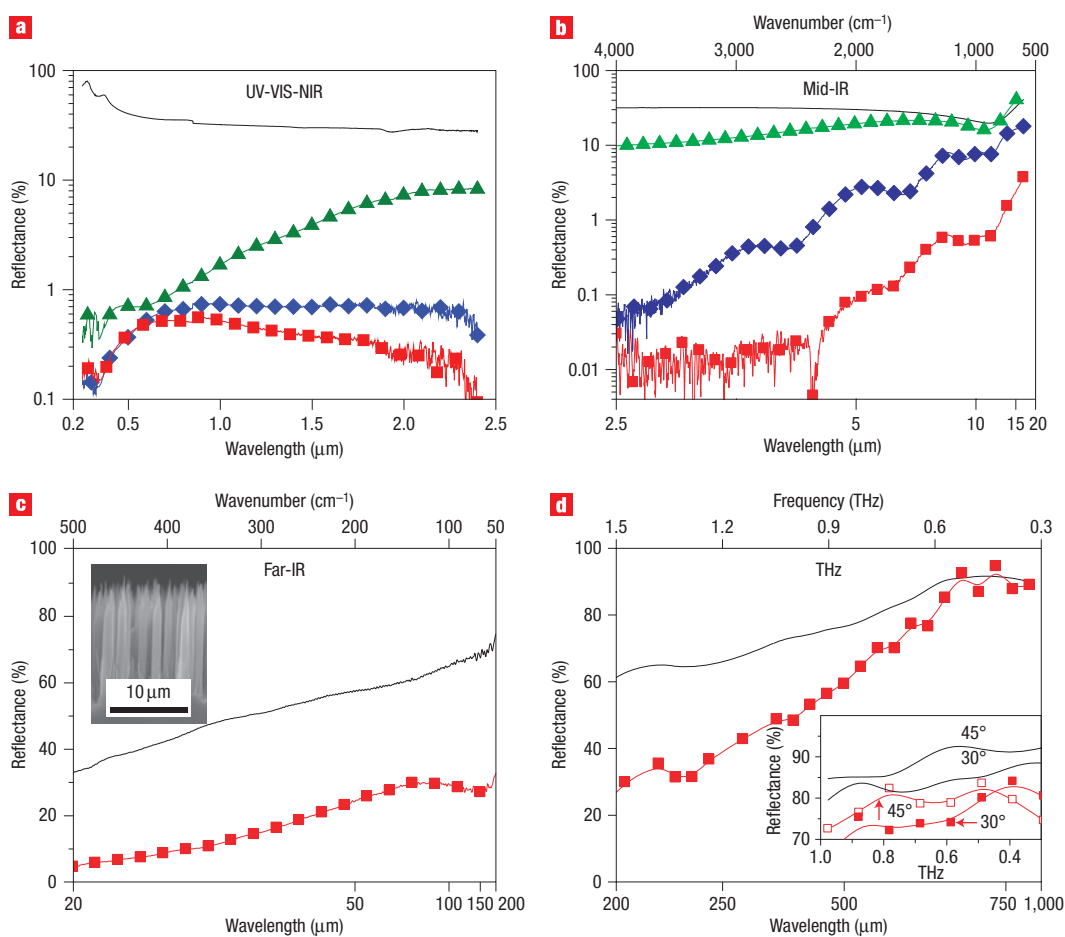 a
UV-VIS-NIR
100
10
1
0.1
Reflectance (%)
0.2 0.5 1.0 1.5 2.0 2.5
Wavelength (μm)
b
Wavenumber (cm–1)
4,000 3,000 2,000 1,000 500
Mid-IR
100
10
1
0.1
0.01
Reflectance (%)
2.5 5 10 15 20
Wavelength (μm)
c
Wavenumber (cm–1)
500 400 300 200 100 50
Far-IR
100
80
60
40
20
0
Reflectance (%)
10 μm
20 50 100 150 200
Wavelength (μm)
d
Frequency (THz)
1.5 1.2 0.9 0.6 0.3
THz
100
80
60
40
20
0
Reflectance (%)
200 250 500 750 1,000
Wavelength (μm)
Reflectance (%)
90
80
70
45°
30°
45°
30°
1.0 0.8 0.6 0.4
THz